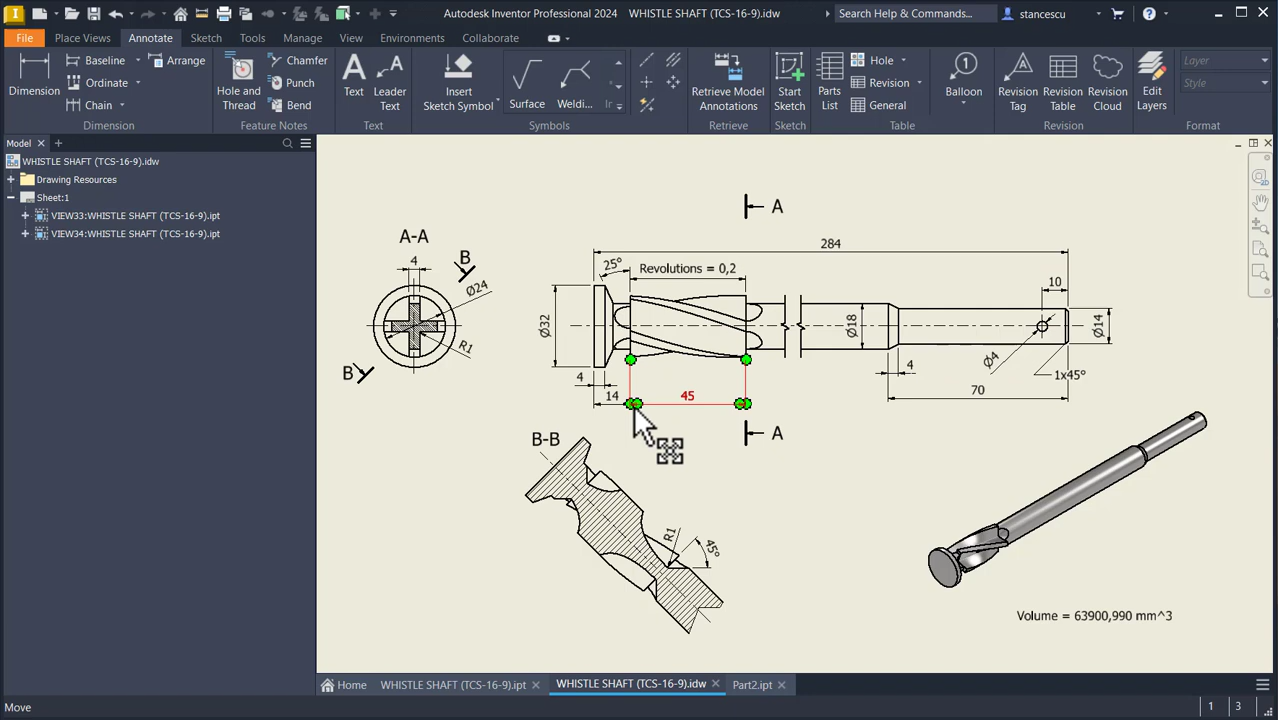 Autodesk Inventor Professional 2024 WHISTLE SHAFT (TCS-16-9).idw
Search Help & Commands...
stancescu
File
Place Views
Annotate
Sketch
Tools
Manage
View
Environments
Collaborate
Dimension
Baseline
Ordinate
Chain
Arrange
Hole and Thread
Chamfer
Punch
Bend
Text
Leader Text
Insert Sketch Symbol
Surface
Weldi...
Ir
Retrieve Model Annotations
Start Sketch
Parts List
Hole
Revision
General
Balloon
Revision Tag
Revision Table
Revision Cloud
Edit Layers
Layer
Style
Dimension
Feature Notes
Text
Symbols
Retrieve
Sketch
Table
Revision
Format
Model
WHISTLE SHAFT (TCS-16-9).idw
Drawing Resources
Sheet:1
VIEW33:WHISTLE SHAFT (TCS-16-9).ipt
VIEW34:WHISTLE SHAFT (TCS-16-9).ipt
A
284
A-A
B
4
Ø24
25°
Revolutions = 0,2
10
Ø32
Ø18
Ø14
R1
Ø4
B
4
4
1x45°
14
45
70
A
B-B
R1
45°
Volume = 63900,990 mm^3
Home
WHISTLE SHAFT (TCS-16-9).ipt
WHISTLE SHAFT (TCS-16-9).idw
Part2.ipt
Move
1
3